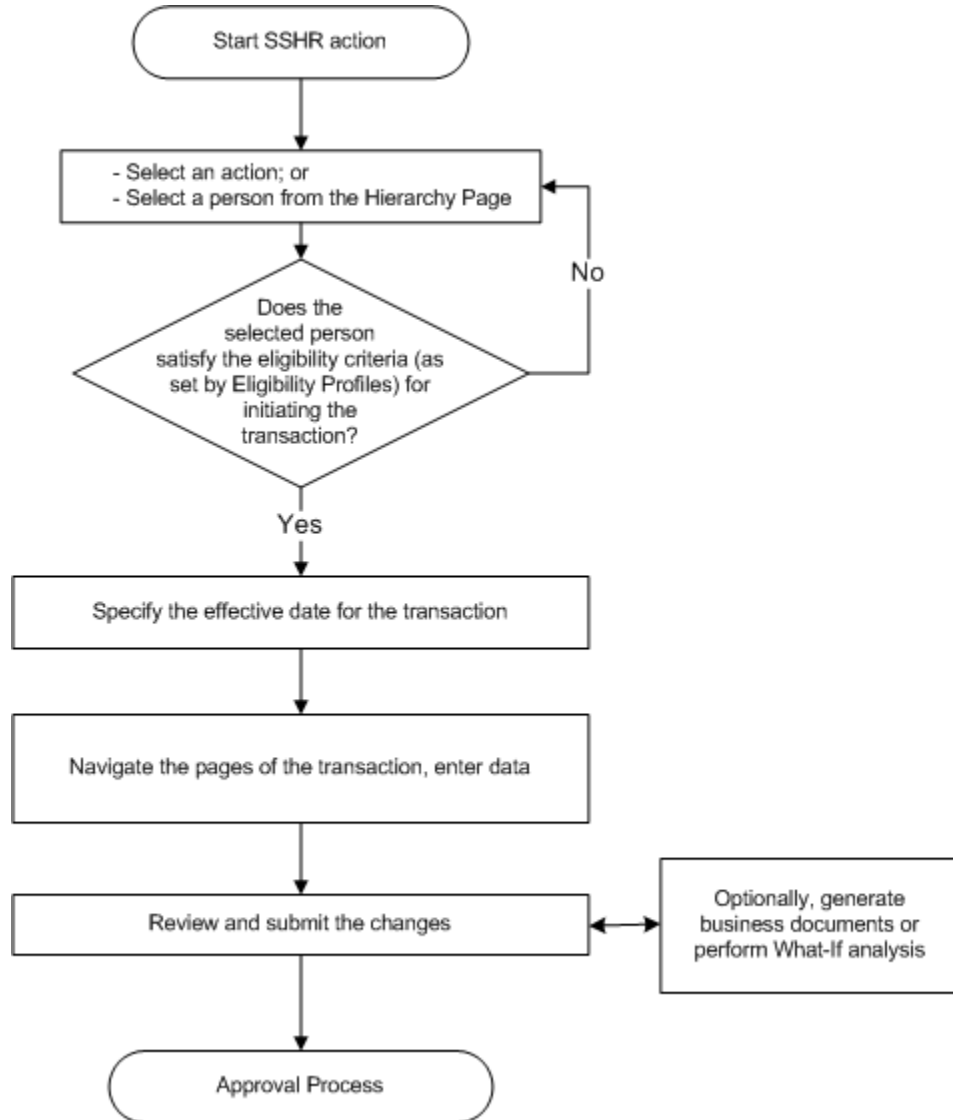 Start SSHR action
- Select an action; or
- Select a person from the Hierarchy Page
No
Does the
selected person
satisfy the eligibility criteria (as
set by Eligibility Profiles) for
initiating the
transaction?
Yes
Specify the effective date for the transaction
Navigate the pages of the transaction, enter data
Review and submit the changes
Optionally, generate
business documents or
perform What-If analysis
Approval Process